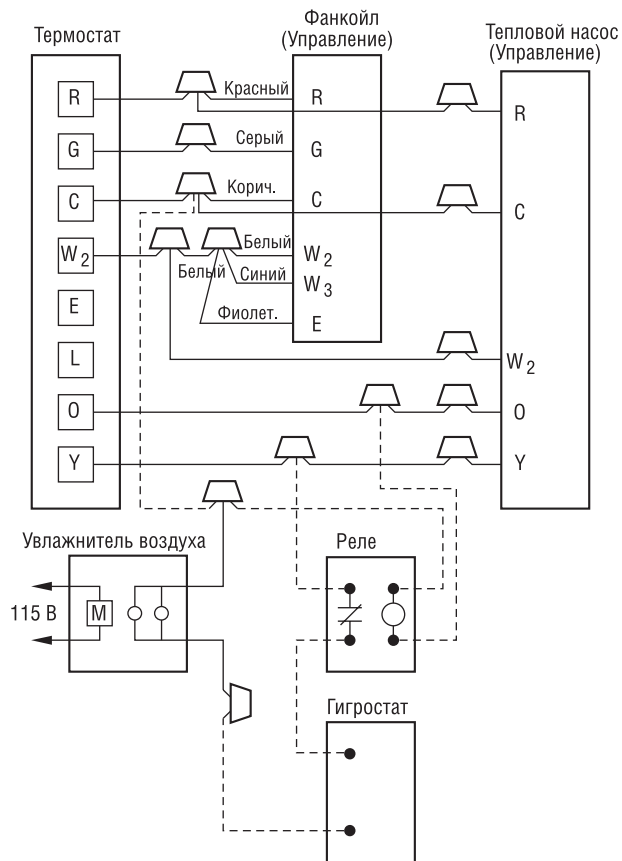 Термостат
Фанкойл
(Управление)
Тепловой насос
(Управление)
R
Красный
R
R
G
Серый
G
C
Корич.
C
C
W2
Белый
Белый
W2
Синий
W3
E
Фиолет.
E
L
W2
O
O
Y
Y
Увлажнитель воздуха
Реле
115 В
M
Гигростат